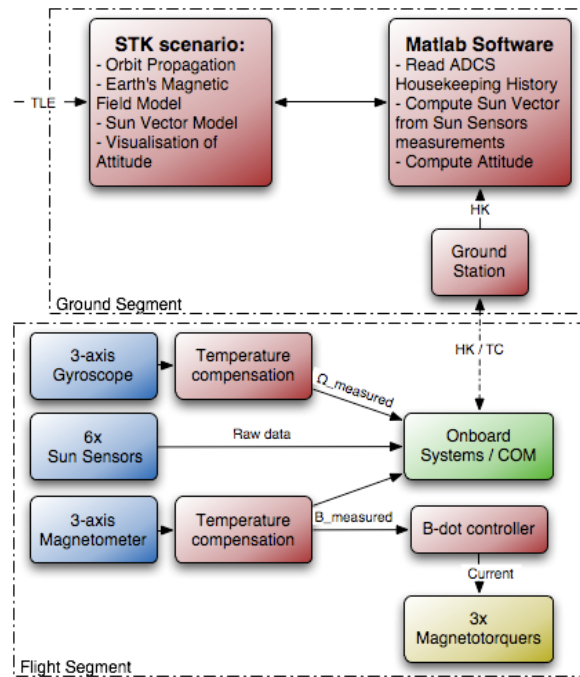 STK scenario:
- Orbit Propagation
- Earth's Magnetic
Field Model
- Sun Vector Model
- Visualisation of
Attitude
Matlab Software
- Read ADCS
Housekeeping History
- Compute Sun Vector
from Sun Sensors
measurements
- Compute Attitude
TLE
HK
Ground
Station
Ground Segment
HK / TC
3-axis
Gyroscope
Temperature
compensation
Ω_measured
6x
Sun Sensors
Raw data
Onboard
Systems / COM
3-axis
Magnetometer
Temperature
compensation
B_measured
B-dot controller
Current
3x
Magnetotorquers
Flight Segment